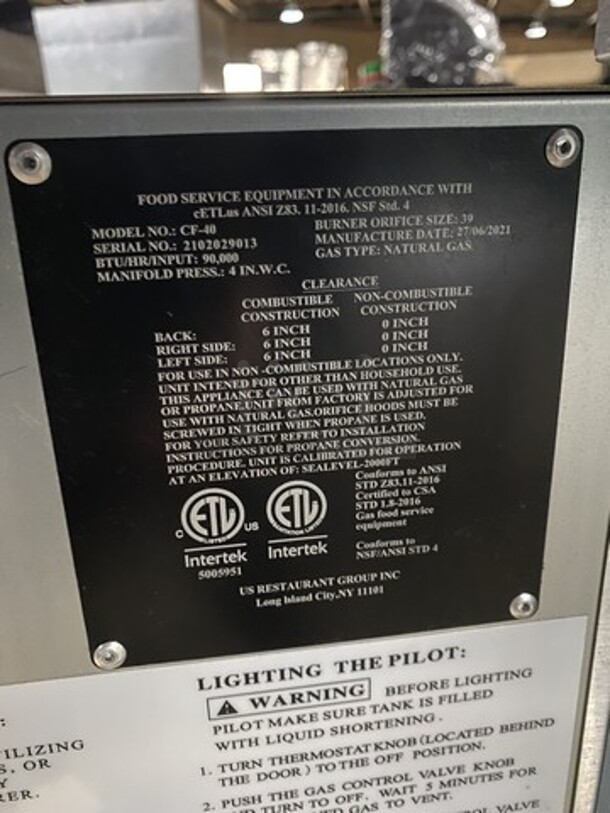 FOOD SERVICE EQUIPMENT IN ACCORDANCE WITH
cETLus ANSI Z83. 11-2016. NSF Std. 4
MODEL NO.: CF-40
SERIAL NO.: 2102029013
BTU/HR/INPUT: 90,000
MANIFOLD PRESS.: 4 IN.W.C.
BURNER ORIFICE SIZE: 39
MANUFACTURE DATE: 27/06/2021
GAS TYPE: NATURAL GAS
CLEARANCE
COMBUSTIBLE CONSTRUCTION NON-COMBUSTIBLE CONSTRUCTION
BACK: 6 INCH 0 INCH
RIGHT SIDE: 6 INCH 0 INCH
LEFT SIDE: 6 INCH 0 INCH
FOR USE IN NON -COMBUSTIBLE LOCATIONS ONLY.
UNIT INTENED FOR OTHER THAN HOUSEHOLD USE.
THIS APPLIANCE CAN BE USED WITH NATURAL GAS
OR PROPANE.UNIT FROM FACTORY IS ADJUSTED FOR
USE WITH NATURAL GAS.ORIFICE HOODS MUST BE
SCREWED IN TIGHT WHEN PROPANE IS USED.
FOR YOUR SAFETY REFER TO INSTALLATION
INSTRUCTIONS FOR PROPANE CONVERSION.
PROCEDURE. UNIT IS CALIBRATED FOR OPERATION
AT AN ELEVATION OF: SEALEVEL-2000FT
C ETL US
LISTED
Intertek
5005951
ETL
SANITATION LISTED
Intertek
Conforms to ANSI
STD Z83.11-2016
Certified to CSA
STD 1.8-2016
Gas food service
equipment
Conforms to
NSF/ANSI STD 4
US RESTAURANT GROUP INC
Long Island City,NY 11101
:
TILIZING
S, OR
Y
RER.
LIGHTING THE PILOT:
WARNING BEFORE LIGHTING
PILOT MAKE SURE TANK IS FILLED
WITH LIQUID SHORTENING.
1. TURN THERMOSTAT KNOB (LOCATED BEHIND
THE DOOR) TO THE OFF POSITION.
2. PUSH THE GAS CONTROL VALVE KNOB
AND TURN TO OFF. WAIT 5 MINUTES FOR
GAS TO VENT.
VALVE